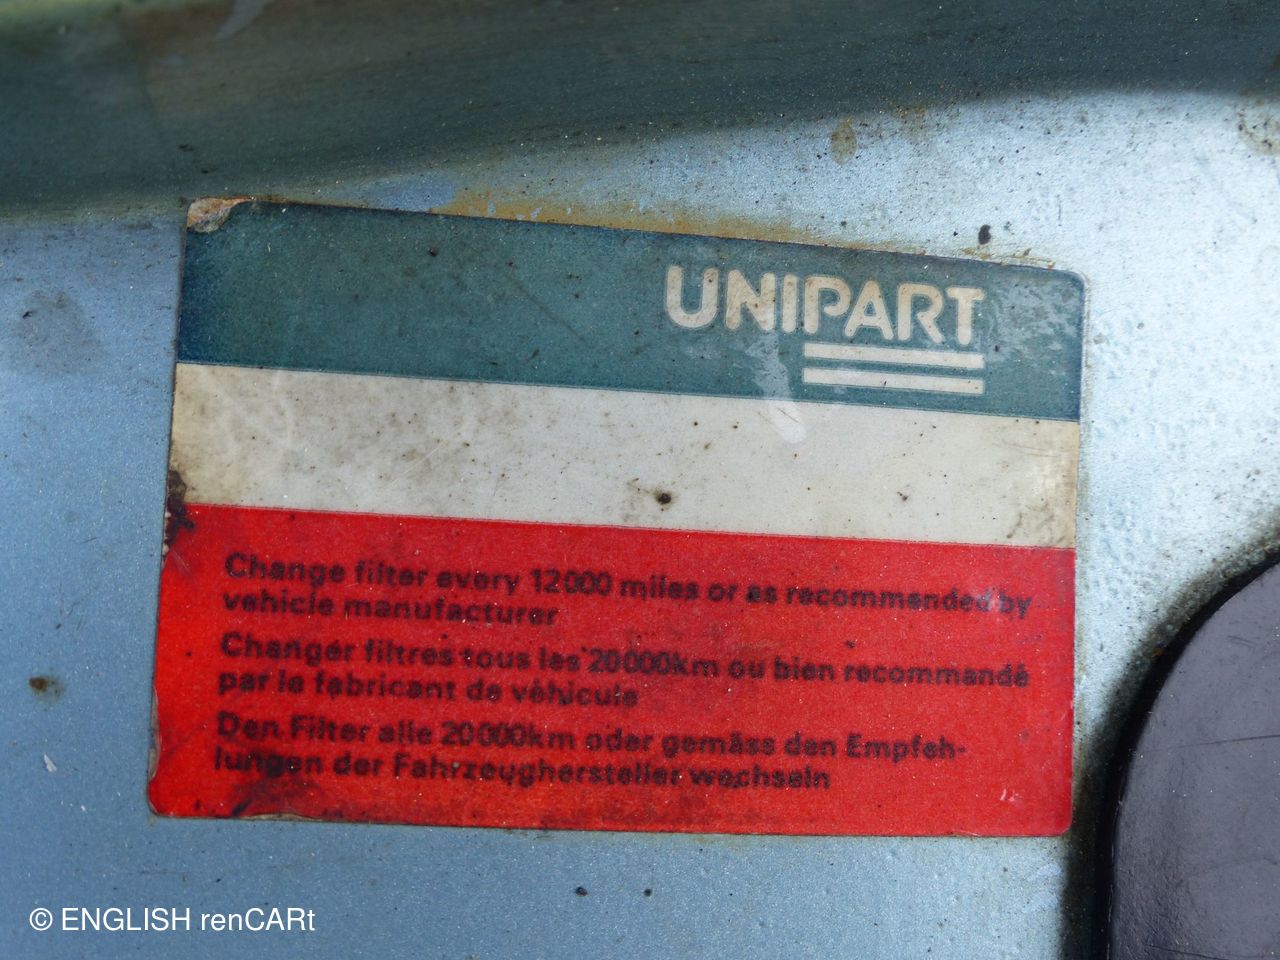 UNIPART
Change filter every 12000 miles or as recommended by
vehicle manufacturer
Changer filtres tous les 20000km ou bien recommandé
par le fabricant de véhicule
Den Filter alle 20000km oder gemäss den Empfeh-
lungen der Fahrzeughersteller wechseln
© ENGLISH renCARt